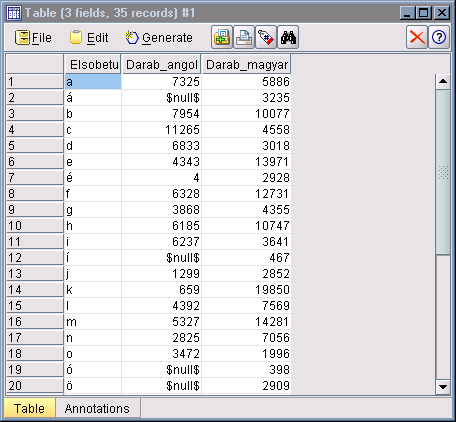 Table (3 fields, 35 records) #1
File Edit Generate
Elsobetu Darab_angol Darab_magyar
1 a 7325 5886
2 á $null$ 3235
3 b 7954 10077
4 c 11265 4558
5 d 6833 3018
6 e 4343 13971
7 é 4 2928
8 f 6328 12731
9 g 3868 4355
10 h 6185 10747
11 i 6237 3641
12 í $null$ 467
13 j 1299 2852
14 k 659 19850
15 l 4392 7569
16 m 5327 14281
17 n 2825 7056
18 o 3472 1996
19 ó $null$ 398
20 ö $null$ 2909
Table Annotations